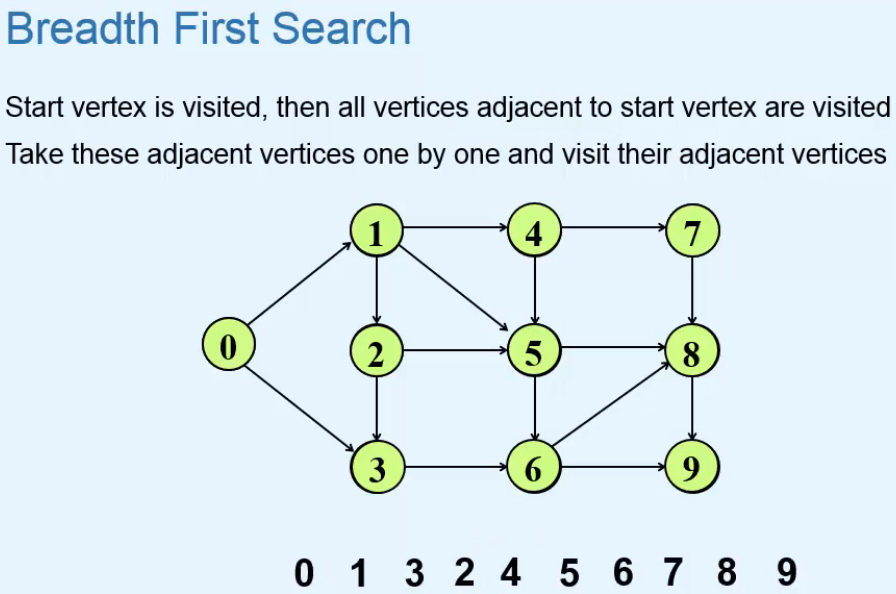 Breadth First Search
Start vertex is visited, then all vertices adjacent to start vertex are visited
Take these adjacent vertices one by one and visit their adjacent vertices
1 4 7
0 2 5 8
3 6 9
0 1 3 2 4 5 6 7 8 9